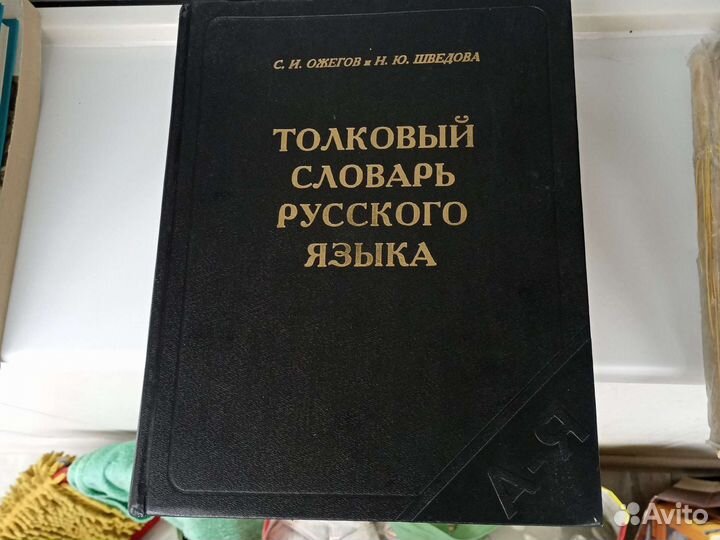 С. И. ОЖЕГОВ и Н. Ю. ШВЕДОВА
ТОЛКОВЫЙ
СЛОВАРЬ
РУССКОГО
ЯЗЫКА
А-Я
Avito